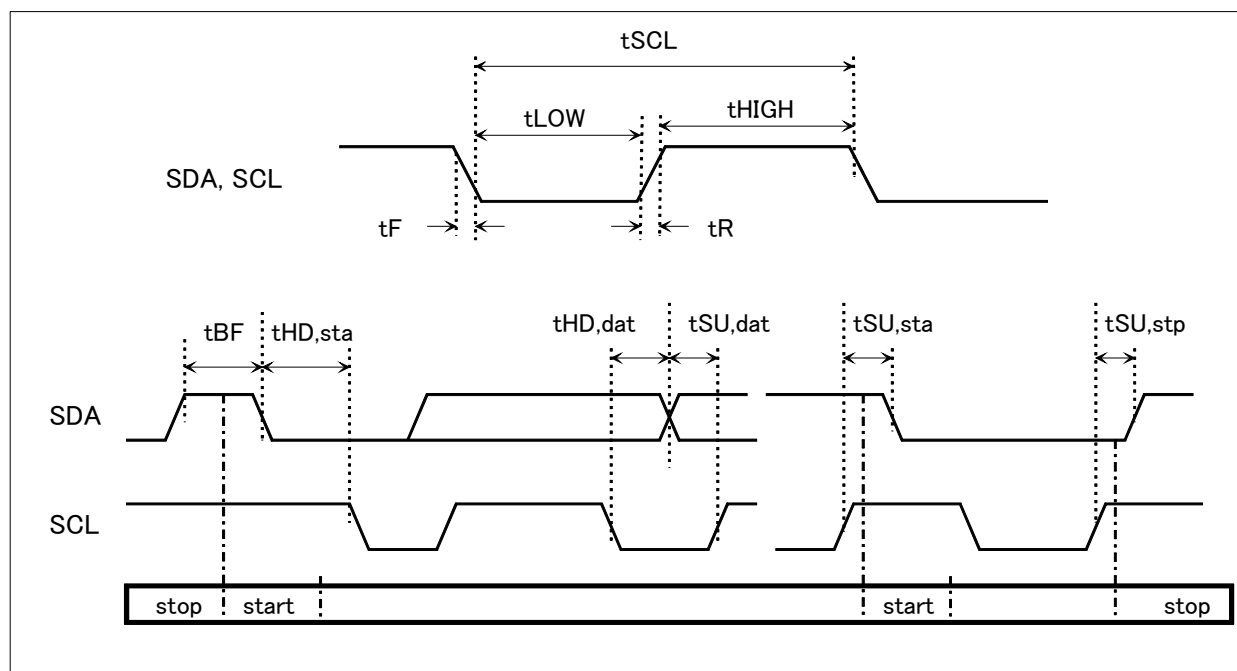 tSCL
tLOW tHIGH
SDA, SCL
tF tR
tBF tHD,sta tHD,dat tSU,dat tSU,sta tSU,stp
SDA
SCL
stop start start stop